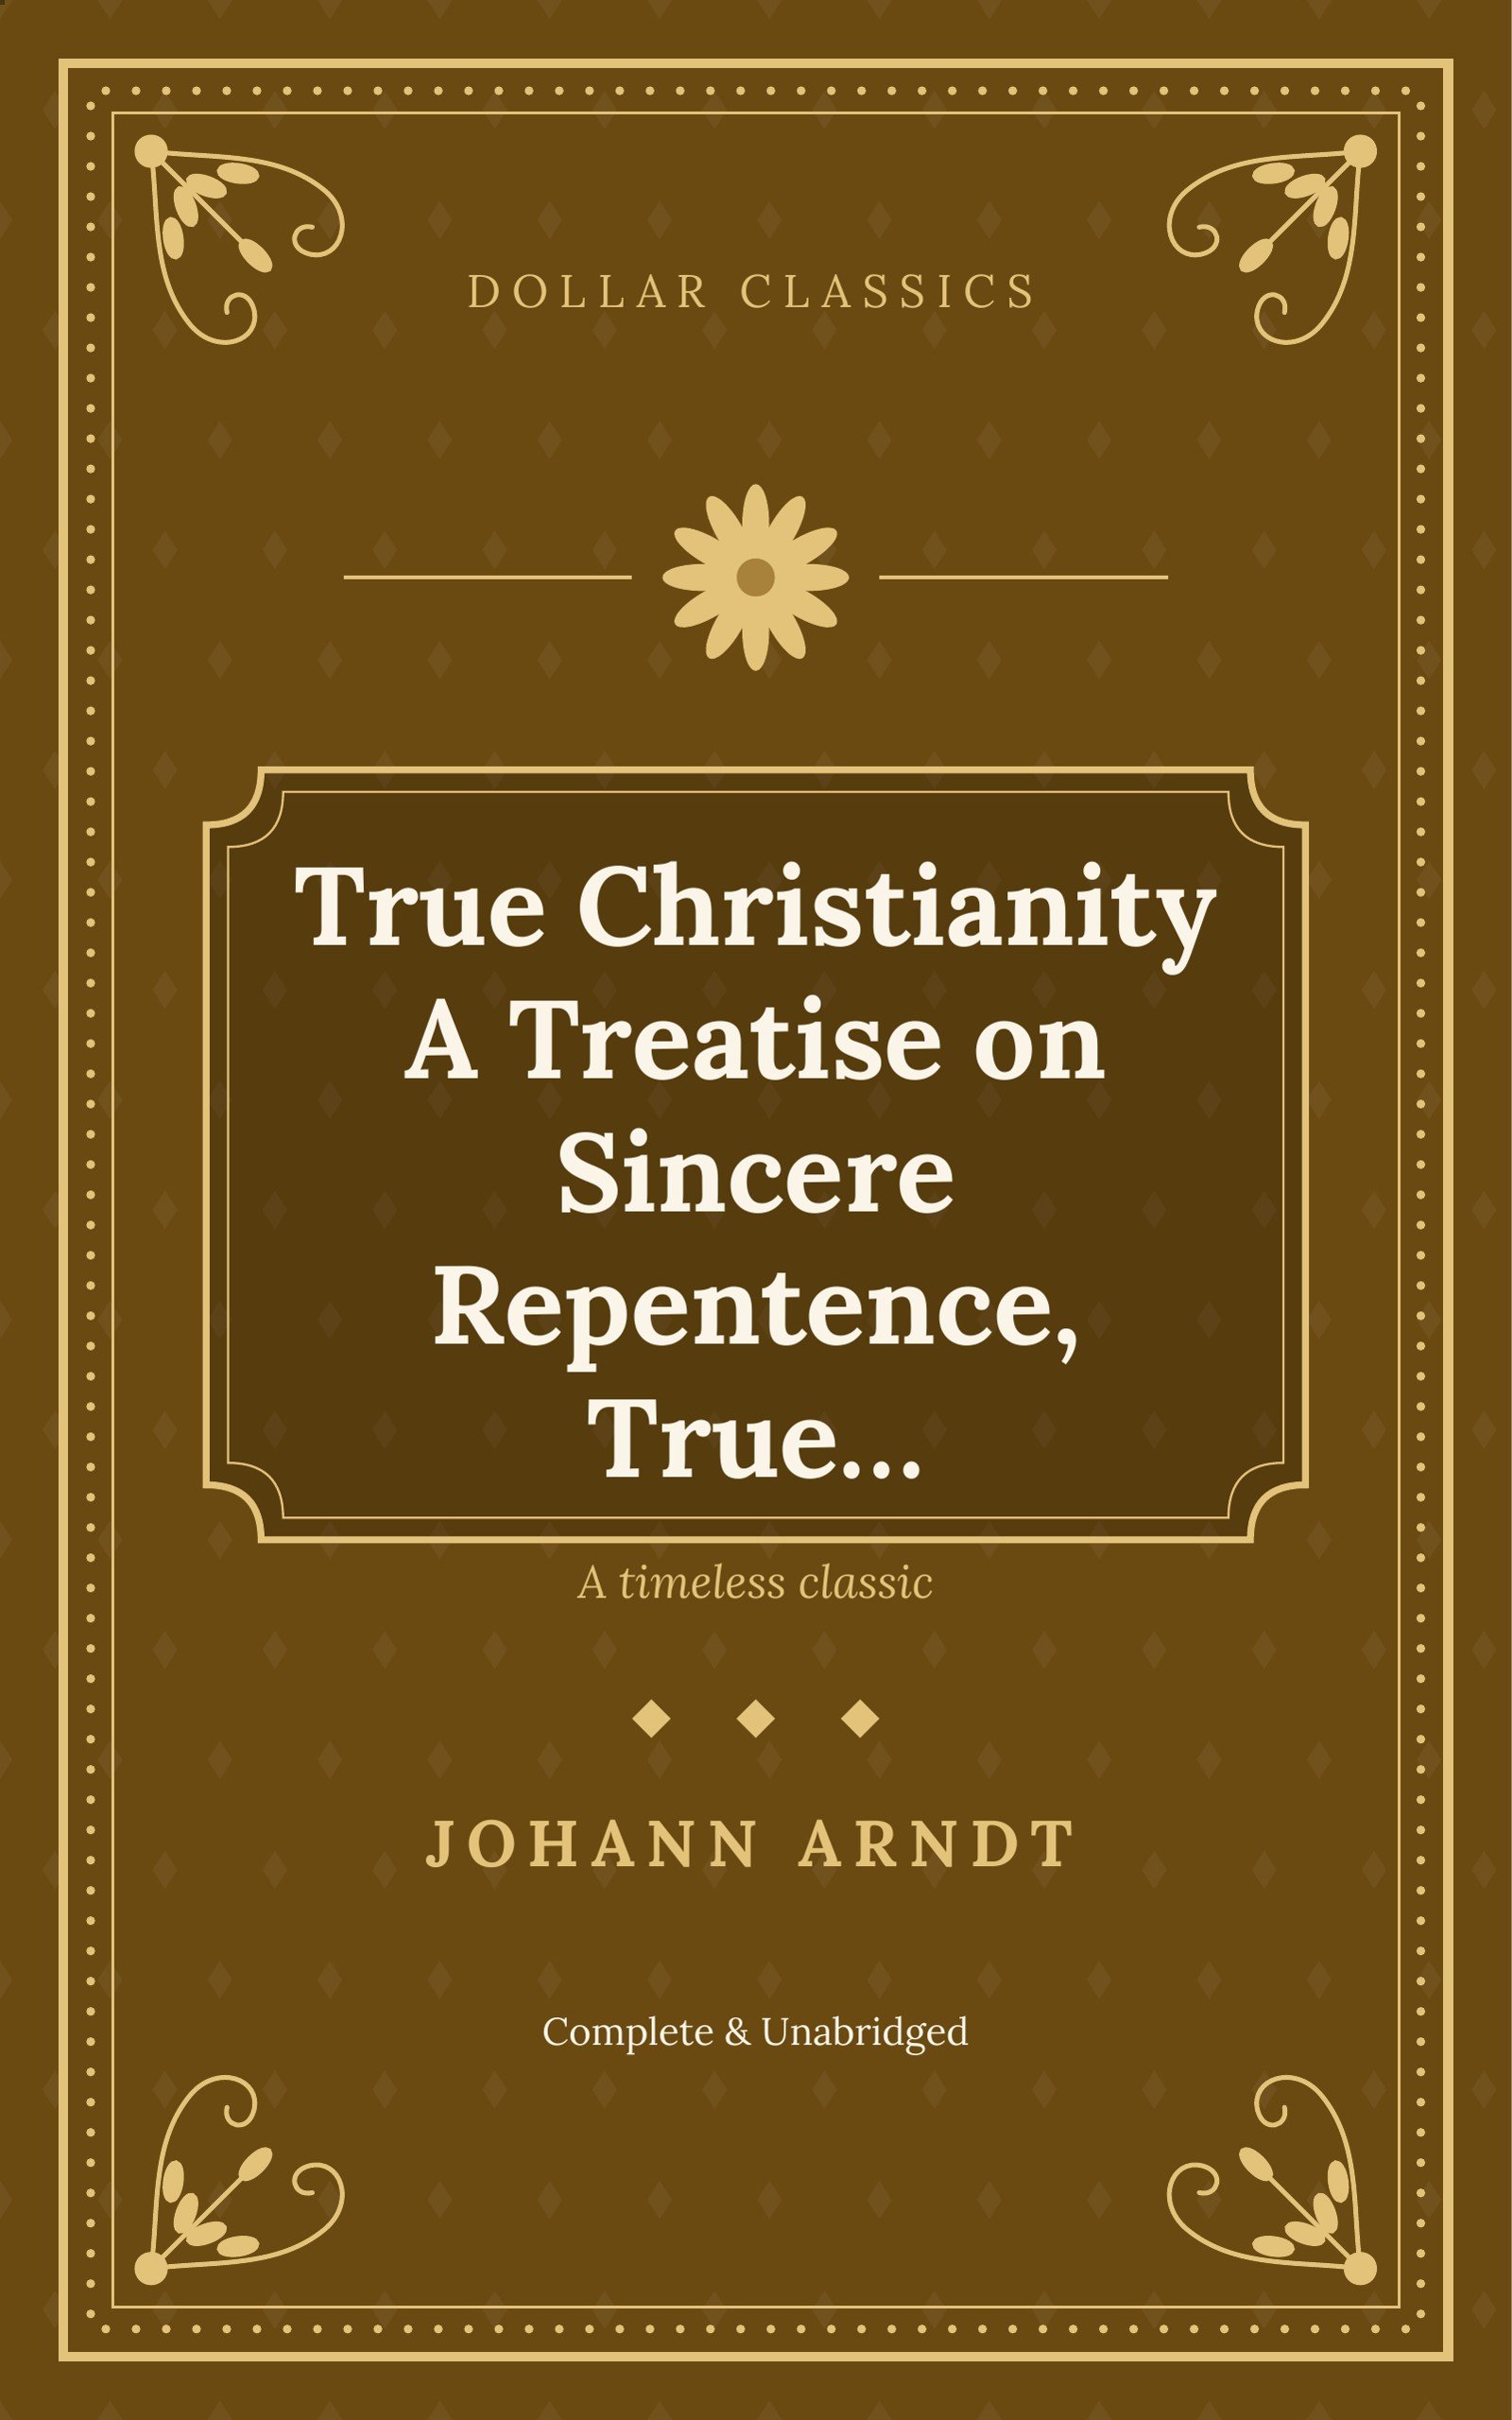 DOLLAR CLASSICS
True Christianity
A Treatise on
Sincere
Repentence,
True...
A timeless classic
JOHANN ARNDT
Complete & Unabridged